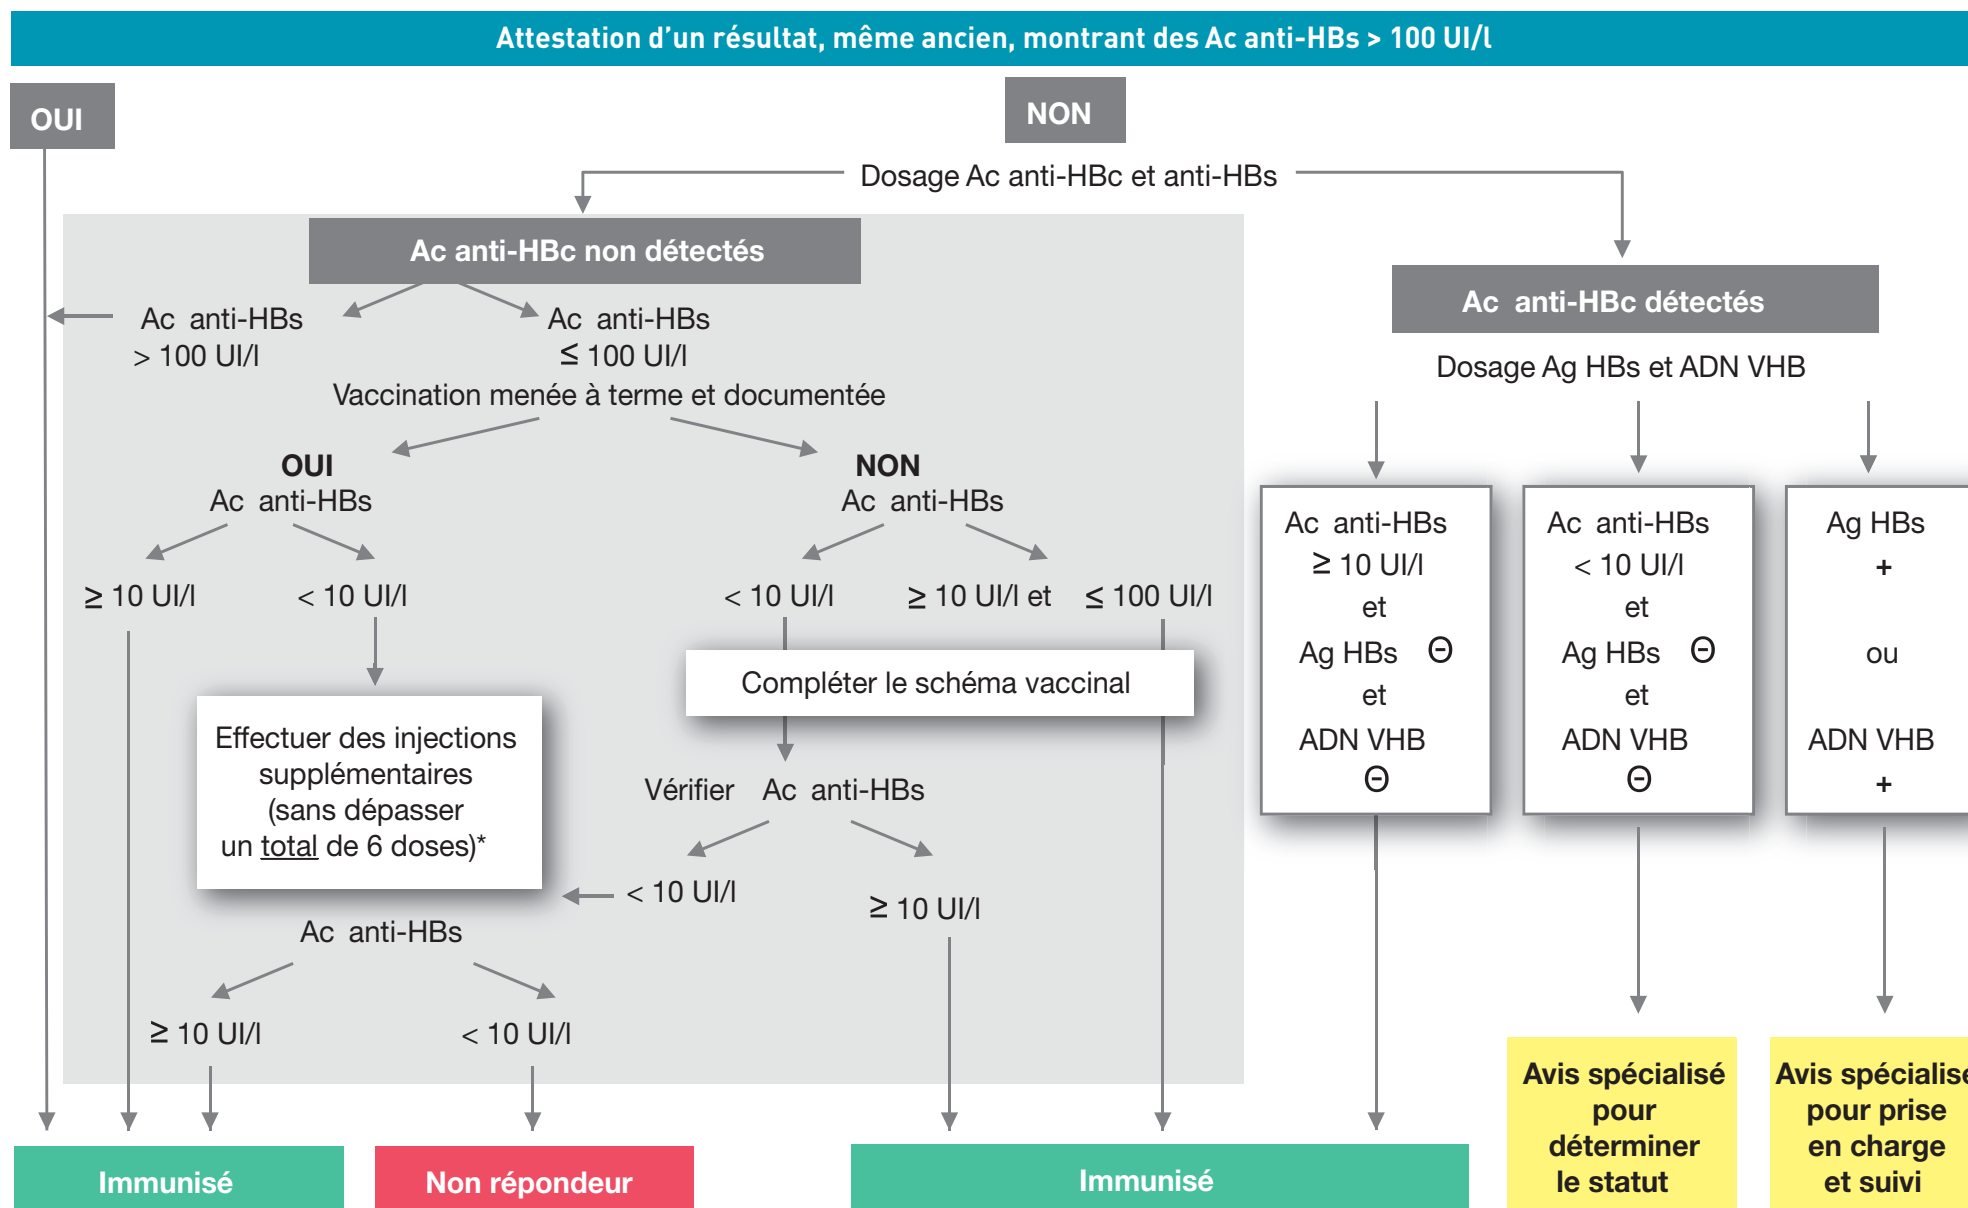 Attestation d’un résultat, même ancien, montrant des Ac anti-HBs > 100 UI/l
OUI
NON
Dosage Ac anti-HBc et anti-HBs
Ac anti-HBc non détectés
Ac anti-HBs
> 100 UI/l
Ac anti-HBs
≤ 100 UI/l
Vaccination menée à terme et documentée
OUI
Ac anti-HBs
≥ 10 UI/l
< 10 UI/l
NON
Ac anti-HBs
< 10 UI/l
≥ 10 UI/l et ≤ 100 UI/l
Effectuer des injections
supplémentaires
(sans dépasser
un total de 6 doses)*
Compléter le schéma vaccinal
Vérifier Ac anti-HBs
< 10 UI/l
≥ 10 UI/l
Ac anti-HBs
≥ 10 UI/l
< 10 UI/l
Ac anti-HBc détectés
Dosage Ag HBs et ADN VHB
Ac anti-HBs
≥ 10 UI/l
et
Ag HBs Θ
et
ADN VHB
Θ
Ac anti-HBs
< 10 UI/l
et
Ag HBs Θ
et
ADN VHB
Θ
Ag HBs
+
ou
ADN VHB
+
Immunisé
Non répondeur
Immunisé
Avis spécialisé
pour
déterminer
le statut
Avis spécialisé
pour prise
en charge
et suivi